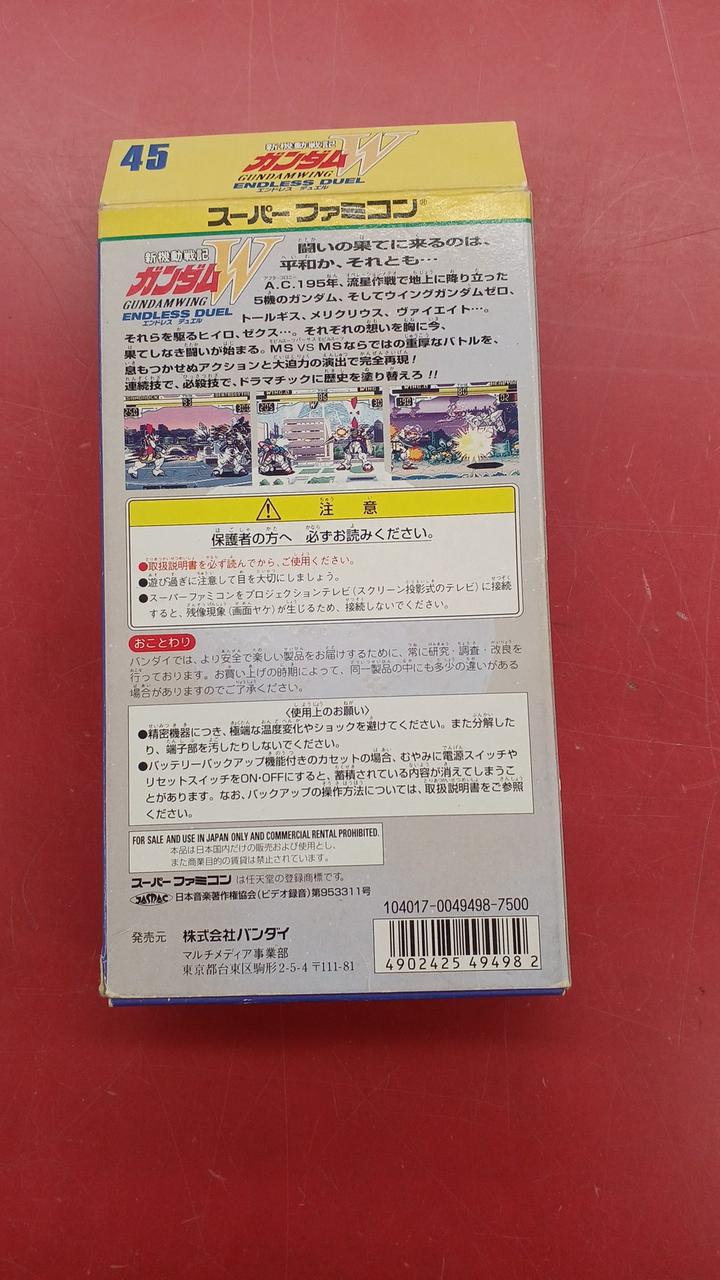 45
新機動戦記
ガンダムW
GUNDAMWING
ENDLESS DUEL
エンドレス デュエル
スーパーファミコン®
新機動戦記
ガンダムW
GUNDAMWING
ENDLESS DUEL
エンドレス デュエル
闘いの果てに来るのは、
平和か、それとも…
A.C.195年、流星作戦で地上に降り立った
5機のガンダム、そしてウイングガンダムゼロ、
トールギス、メリクリウス、ヴァイエイト…。
それらを駆るヒイロ、ゼクス…。それぞれの想いを胸に今、
果てしなき闘いが始まる。MS VS MSならではの重厚なバトルを、
息もつかせぬアクションと大迫力の演出で完全再現!
連続技で、必殺技で、ドラマチックに歴史を塗り替えろ!!
注意
保護者の方へ 必ずお読みください。
●取扱説明書を必ず読んでから、ご使用ください。
●遊び過ぎに注意して目を大切にしましょう。
●スーパーファミコンをプロジェクションテレビ(スクリーン投影式のテレビ)に接続
すると、残像現象(画面ヤケ)が生じるため、接続しないでください。
おことわり
バンダイでは、より安全で楽しい製品をお届けするために、常に研究・調査・改良を
行っております。お買い上げの時期によって、同一製品の中にも多少の違いがある
場合がありますのでご了承ください。
〈使用上のお願い〉
●精密機器につき、極端な温度変化やショックを避けてください。また分解した
り、端子部を汚したりしないでください。
●バッテリーバックアップ機能付きのカセットの場合、むやみに電源スイッチや
リセットスイッチをON・OFFにすると、蓄積されている内容が消えてしまうこ
とがあります。なお、バックアップの操作方法については、取扱説明書をご参照
ください。
FOR SALE AND USE IN JAPAN ONLY AND COMMERCIAL RENTAL PROHIBITED.
本品は日本国内だけの販売および使用とし、
また商業目的の賃貸は禁止されています。
スーパーファミコンは任天堂の登録商標です。
JASRAC 日本音楽著作権協会(ビデオ録音)第953311号
104017-0049498-7500
発売元 株式会社バンダイ
マルチメディア事業部
東京都台東区駒形2-5-4 〒111-81
4902425 49498 2